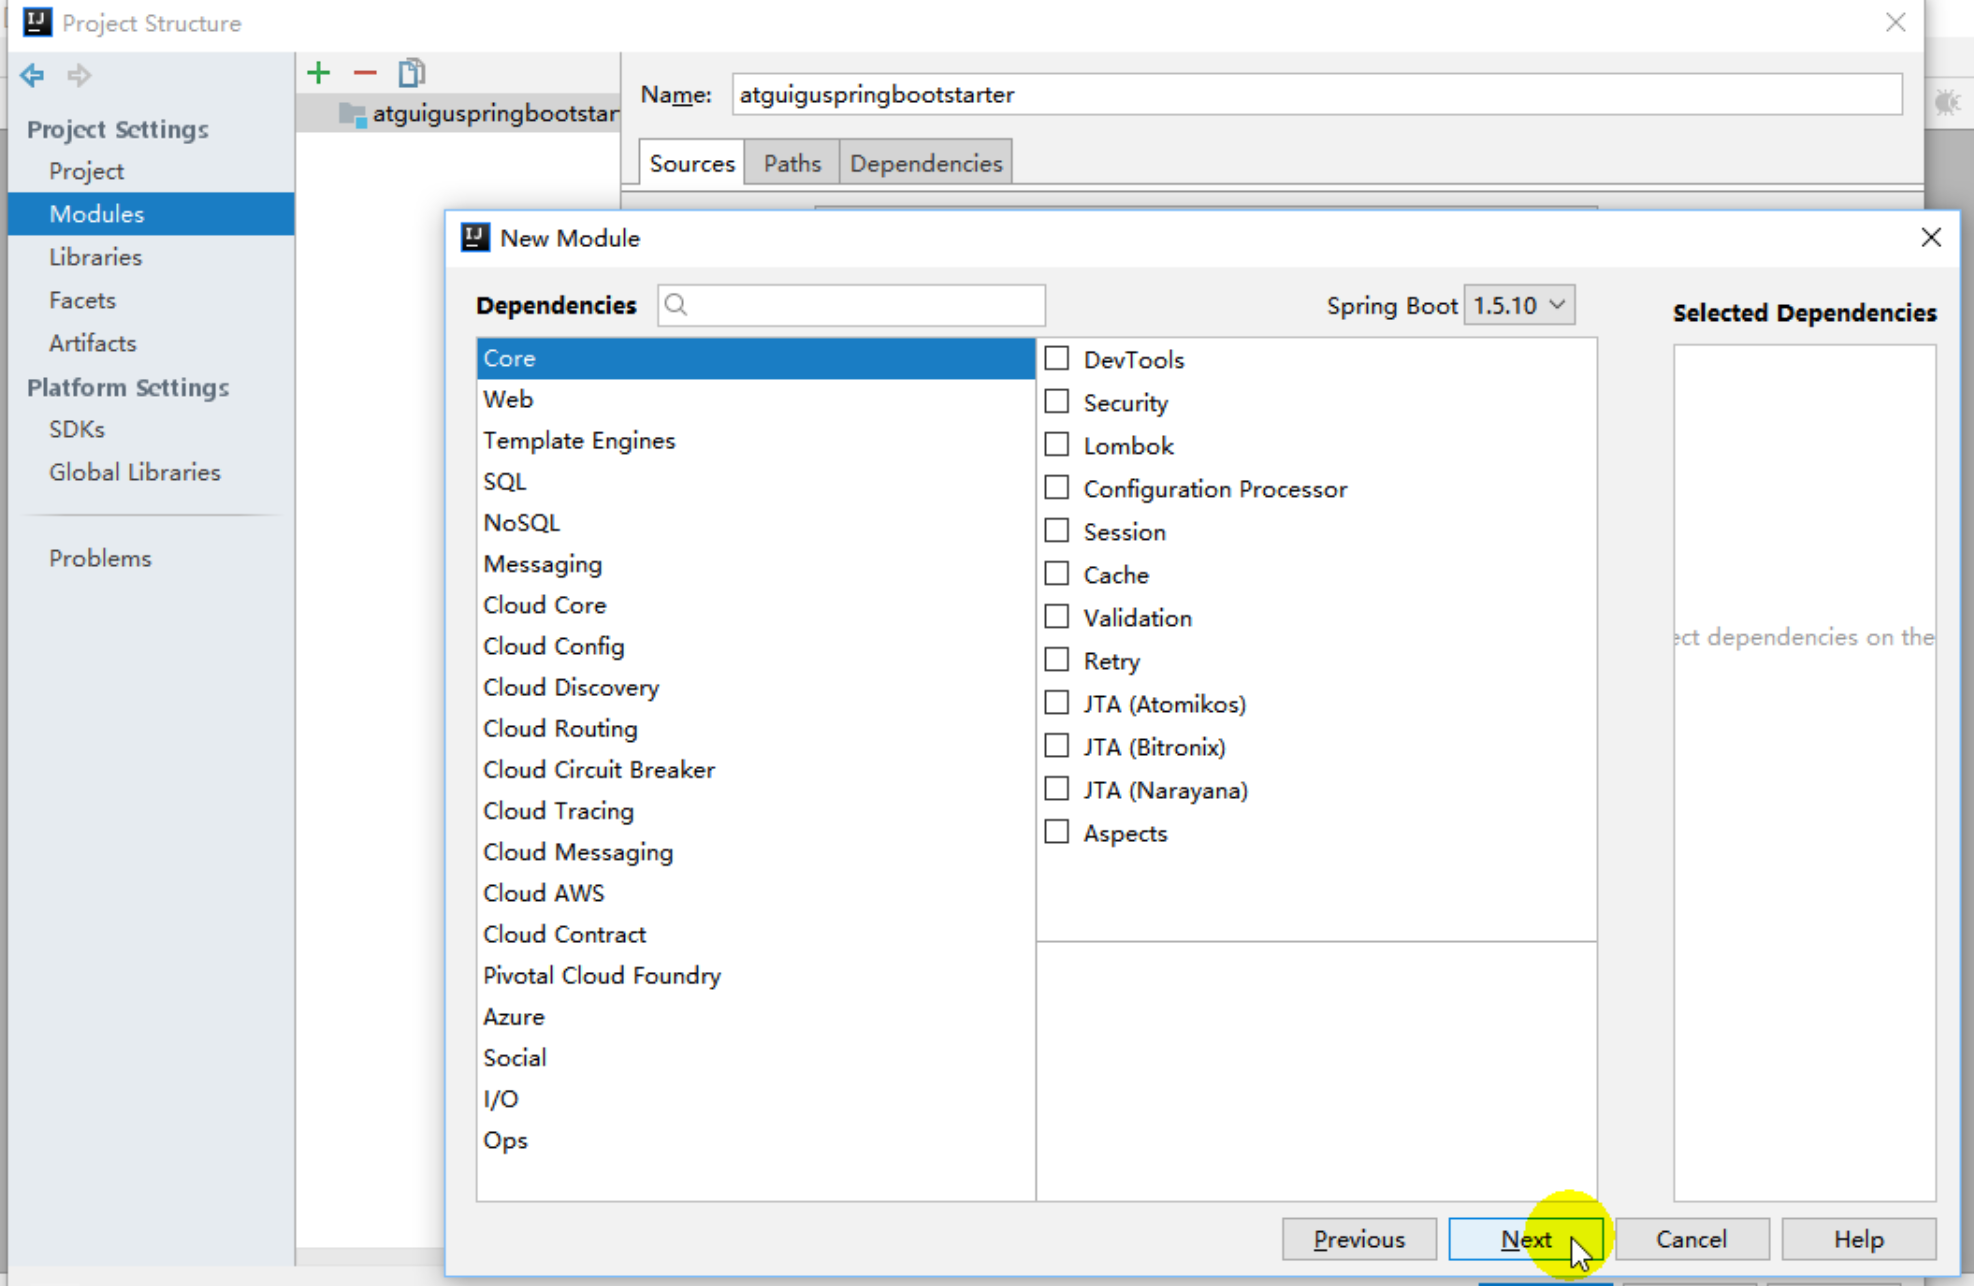 Project Structure
Name: atguiguspringbootstarter
atguiguspringbootstar
Project Settings
Project
Modules
Libraries
Facets
Artifacts
Platform Settings
SDKs
Global Libraries
Problems
Sources Paths Dependencies
New Module
Dependencies
Spring Boot 1.5.10
Selected Dependencies
Core
Web
Template Engines
SQL
NoSQL
Messaging
Cloud Core
Cloud Config
Cloud Discovery
Cloud Routing
Cloud Circuit Breaker
Cloud Tracing
Cloud Messaging
Cloud AWS
Cloud Contract
Pivotal Cloud Foundry
Azure
Social
I/O
Ops
DevTools
Security
Lombok
Configuration Processor
Session
Cache
Validation
Retry
JTA (Atomikos)
JTA (Bitronix)
JTA (Narayana)
Aspects
ect dependencies on the
Previous Next Cancel Help